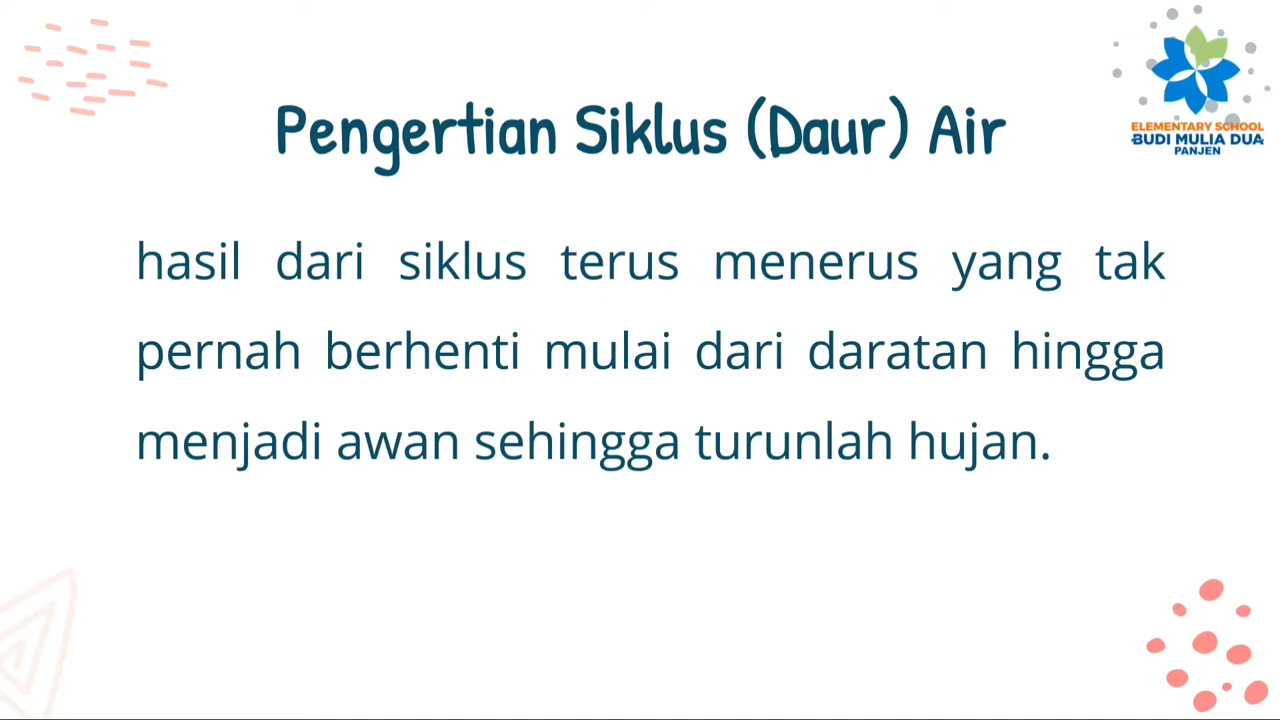 Pengertian Siklus (Daur) Air
ELEMENTARY SCHOOL
BUDI MULIA DUA
PANJEN
hasil dari siklus terus menerus yang tak
pernah berhenti mulai dari daratan hingga
menjadi awan sehingga turunlah hujan.